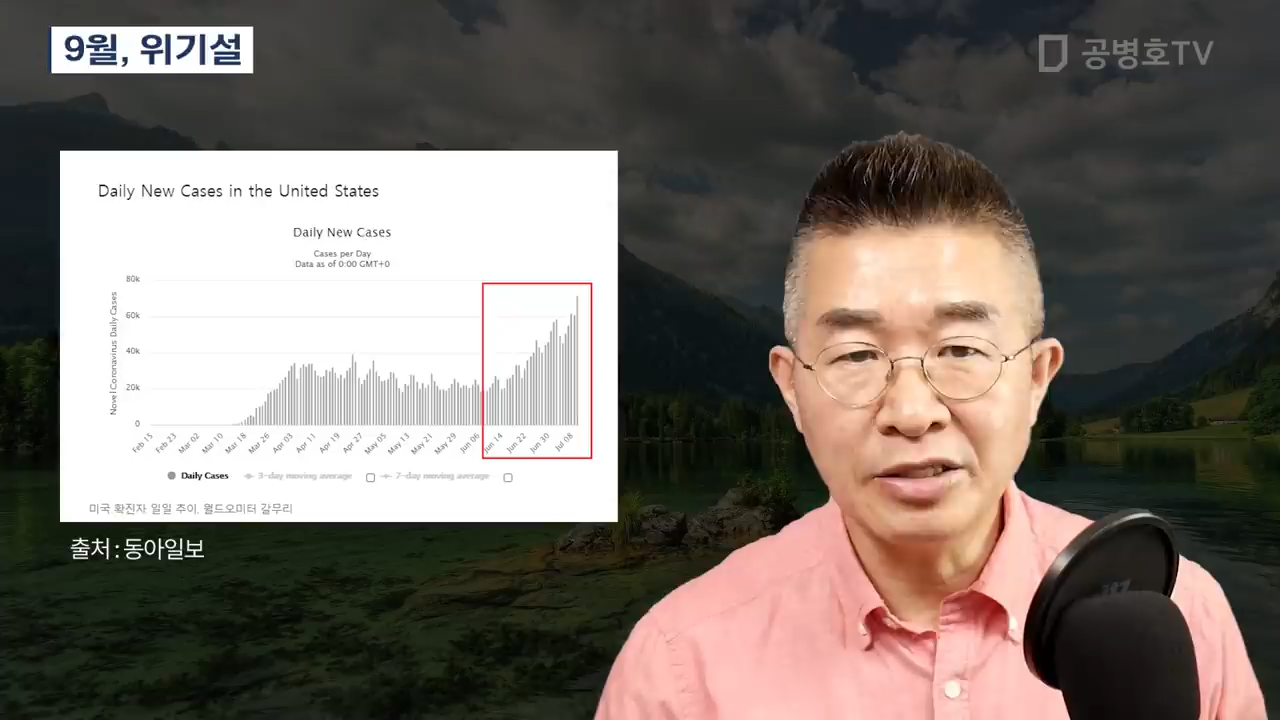 9월, 위기설
공병호TV
Daily New Cases in the United States
Daily New Cases
Cases per Day
Data as of 0:00 GMT+0
Novel Coronavirus Daily Cases
80k
60k
40k
20k
0
Feb 15
Feb 23
Mar 02
Mar 10
Mar 18
Mar 26
Apr 03
Apr 11
Apr 19
Apr 27
May 05
May 13
May 21
May 29
Jun 06
Jun 14
Jun 22
Jun 30
Jul 08
Daily Cases
3-day moving average
7-day moving average
미국 확진자 일일 추이. 월드오미터 갈무리
출처 : 동아일보